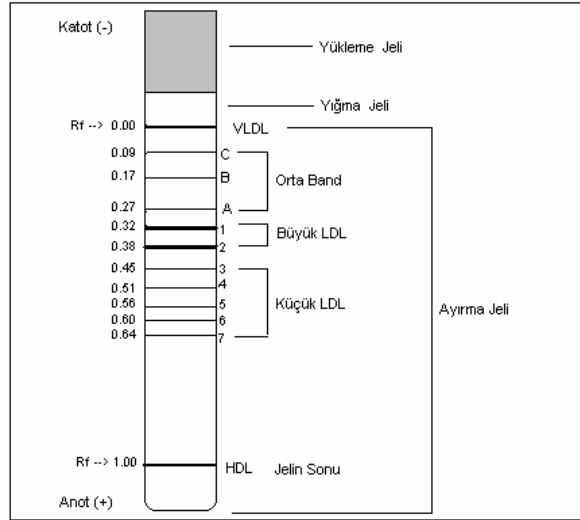 Katot (-)
Yükleme Jeli
Yığma Jeli
Rf --> 0.00 VLDL
0.09 C
0.17 B Orta Band
0.27 A
0.32 1
Büyük LDL
0.38 2
0.45 3
0.51 4
0.56 5 Küçük LDL
Ayırma Jeli
0.60 6
0.64 7
Rf --> 1.00 HDL Jelin Sonu
Anot (+)